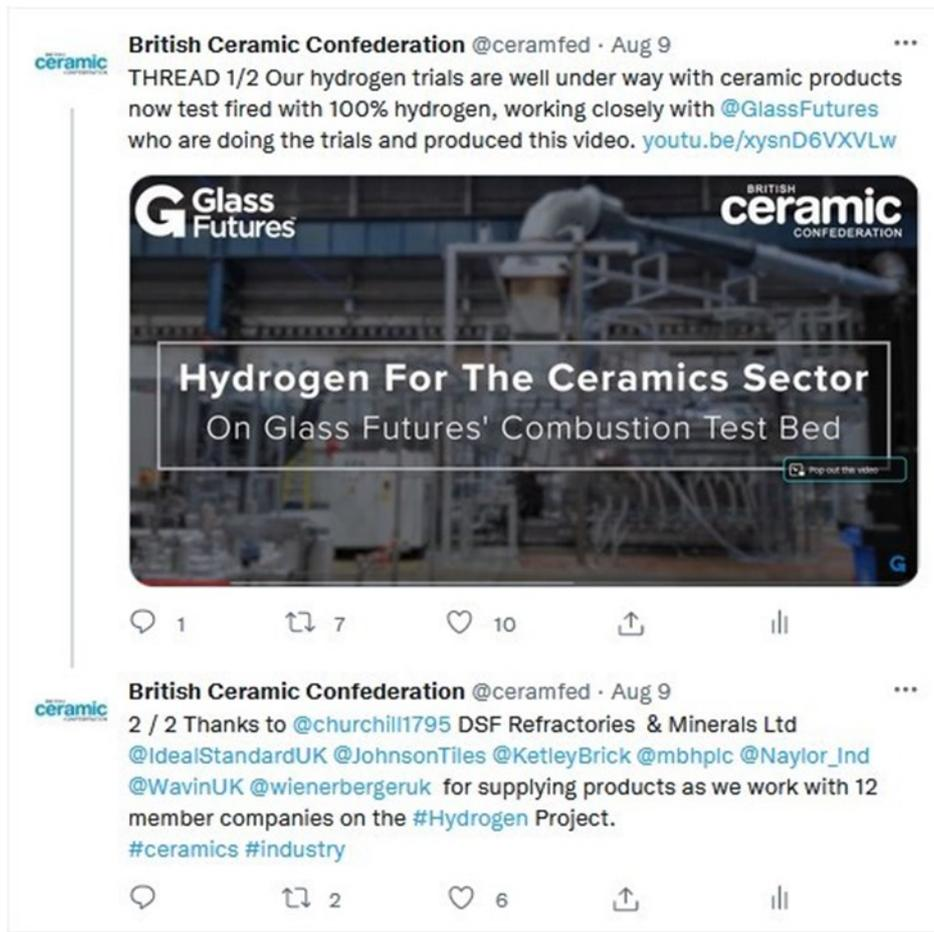 British Ceramic Confederation @ceramfed · Aug 9
ceramic
THREAD 1/2 Our hydrogen trials are well under way with ceramic products
now test fired with 100% hydrogen, working closely with @GlassFutures
who are doing the trials and produced this video. youtu.be/xysnD6VXVLw
Glass
Futures
BRITISH
ceramic
CONFEDERATION
Hydrogen For The Ceramics Sector
On Glass Futures' Combustion Test Bed
Pop out this video
G
1 7 10
British Ceramic Confederation @ceramfed · Aug 9
ceramic
2 / 2 Thanks to @churchill1795 DSF Refractories & Minerals Ltd
@IdealStandardUK @JohnsonTiles @KetleyBrick @mbhplc @Naylor_Ind
@WavinUK @wienerbergeruk for supplying products as we work with 12
member companies on the #Hydrogen Project.
#ceramics #industry
2 6